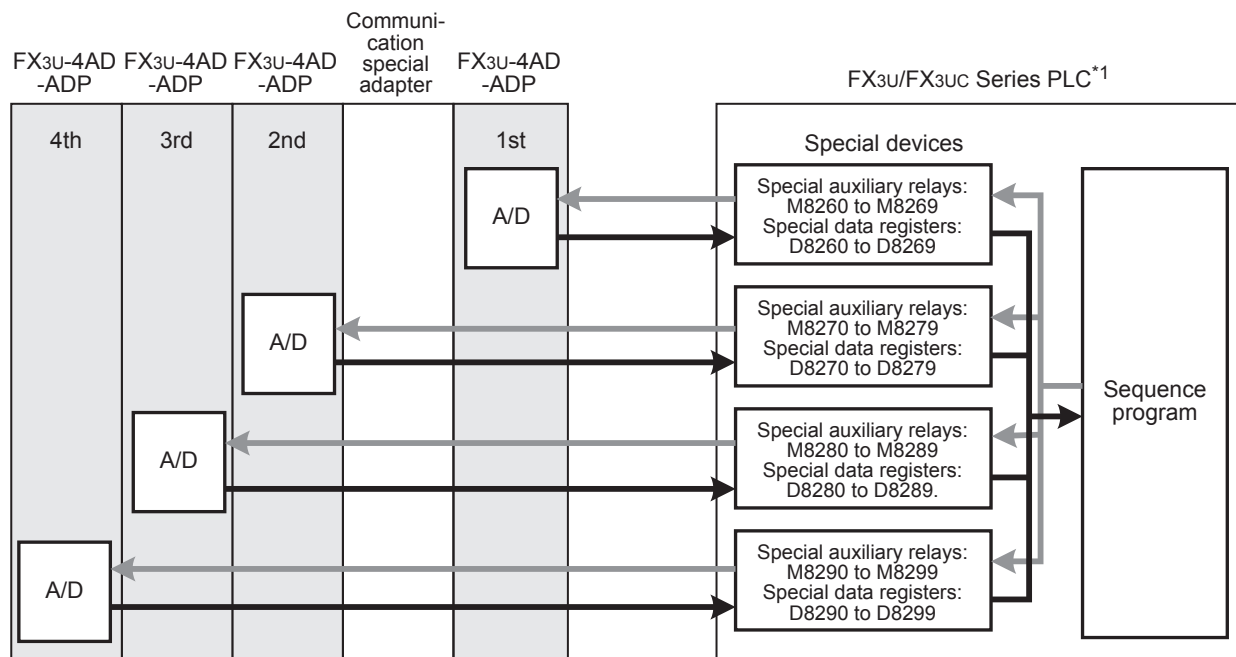 FX3U-4AD
-ADP
FX3U-4AD
-ADP
FX3U-4AD
-ADP
Communi-
cation
special
adapter
FX3U-4AD
-ADP
FX3U/FX3UC Series PLC*1
4th
3rd
2nd
1st
Special devices
A/D
Special auxiliary relays:
M8260 to M8269
Special data registers:
D8260 to D8269
A/D
Special auxiliary relays:
M8270 to M8279
Special data registers:
D8270 to D8279
Sequence
program
A/D
Special auxiliary relays:
M8280 to M8289
Special data registers:
D8280 to D8289.
A/D
Special auxiliary relays:
M8290 to M8299
Special data registers:
D8290 to D8299